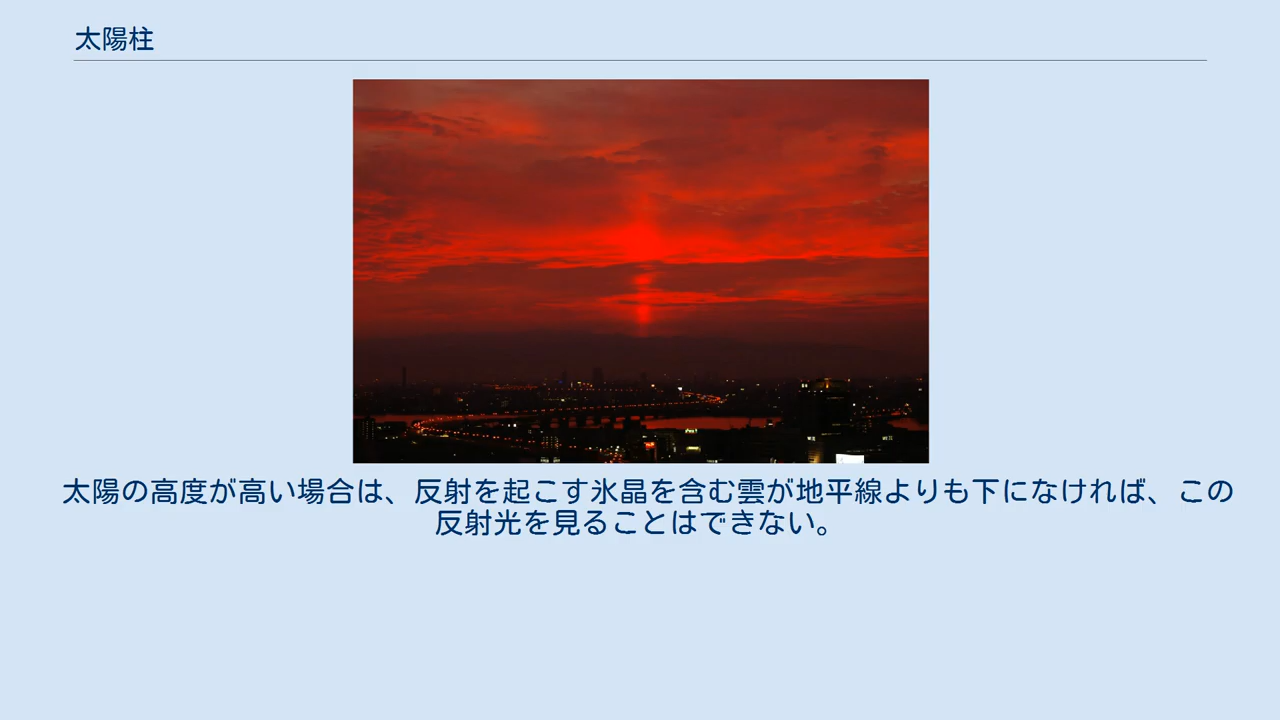 太陽柱
太陽の高度が高い場合は、反射を起こす氷晶を含む雲が地平線よりも下になければ、この
反射光を見ることはできない。